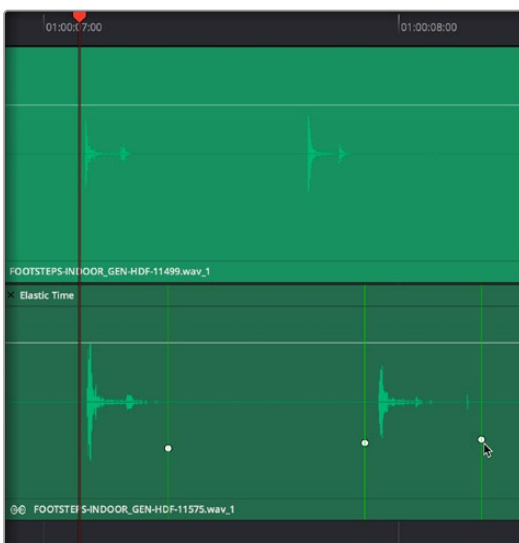 01:00:07:00
01:00:08:00
FOOTSTEPS-INDOOR_GEN-HDF-11499.wav_1
× Elastic Time
FOOTSTEPS-INDOOR_GEN-HDF-11575.wav_1